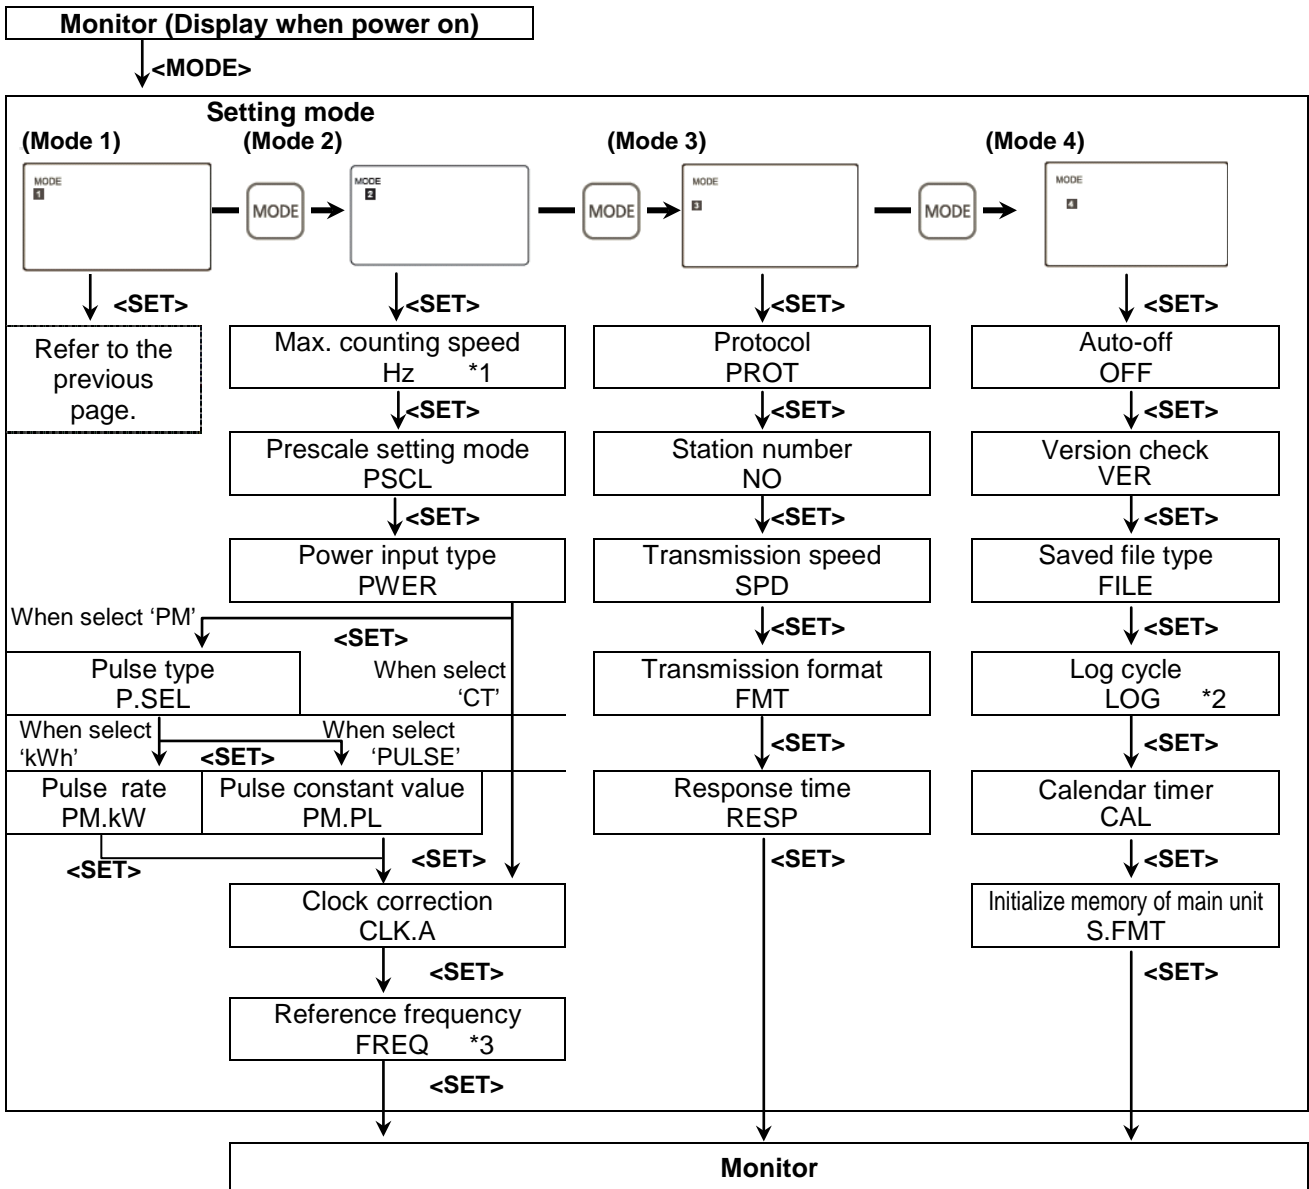 Monitor (Display when power on)
<MODE>
Setting mode
(Mode 1)
(Mode 2)
(Mode 3)
(Mode 4)
MODE
1
MODE
MODE
2
MODE
MODE
3
MODE
MODE
4
<SET>
Refer to the
previous
page.
<SET>
Max. counting speed
Hz *1
<SET>
Prescale setting mode
PSCL
<SET>
Power input type
PWER
When select ‘PM’
<SET>
Pulse type
P.SEL
When select
‘CT’
When select
‘kWh’
<SET>
When select
‘PULSE’
Pulse rate
PM.kW
Pulse constant value
PM.PL
<SET>
<SET>
Clock correction
CLK.A
<SET>
Reference frequency
FREQ *3
<SET>
<SET>
Protocol
PROT
<SET>
Station number
NO
<SET>
Transmission speed
SPD
<SET>
Transmission format
FMT
<SET>
Response time
RESP
<SET>
<SET>
Auto-off
OFF
<SET>
Version check
VER
<SET>
Saved file type
FILE
<SET>
Log cycle
LOG *2
<SET>
Calendar timer
CAL
<SET>
Initialize memory of main unit
S.FMT
<SET>
Monitor